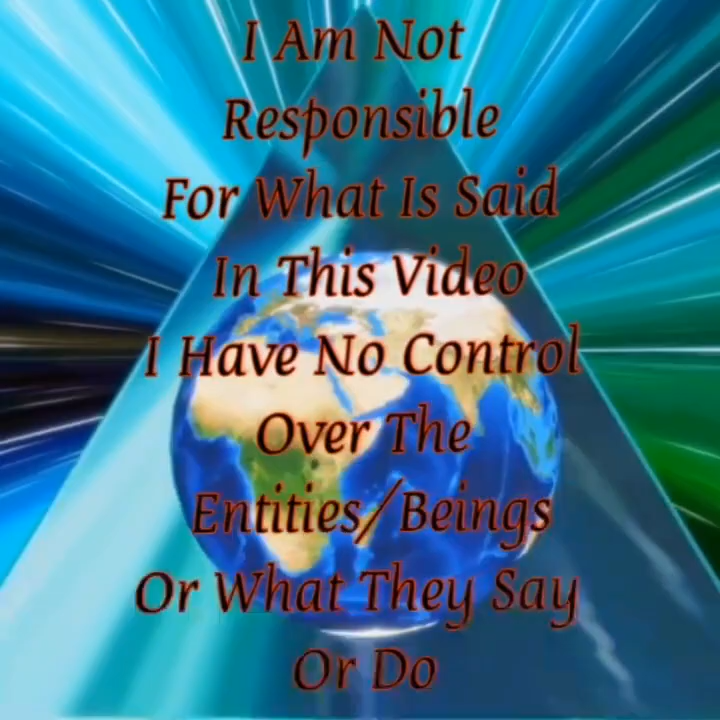 I Am Not
Responsible
For What Is Said
In This Video
I Have No Control
Over The
Entities/Beings
Or What They Say
Or Do